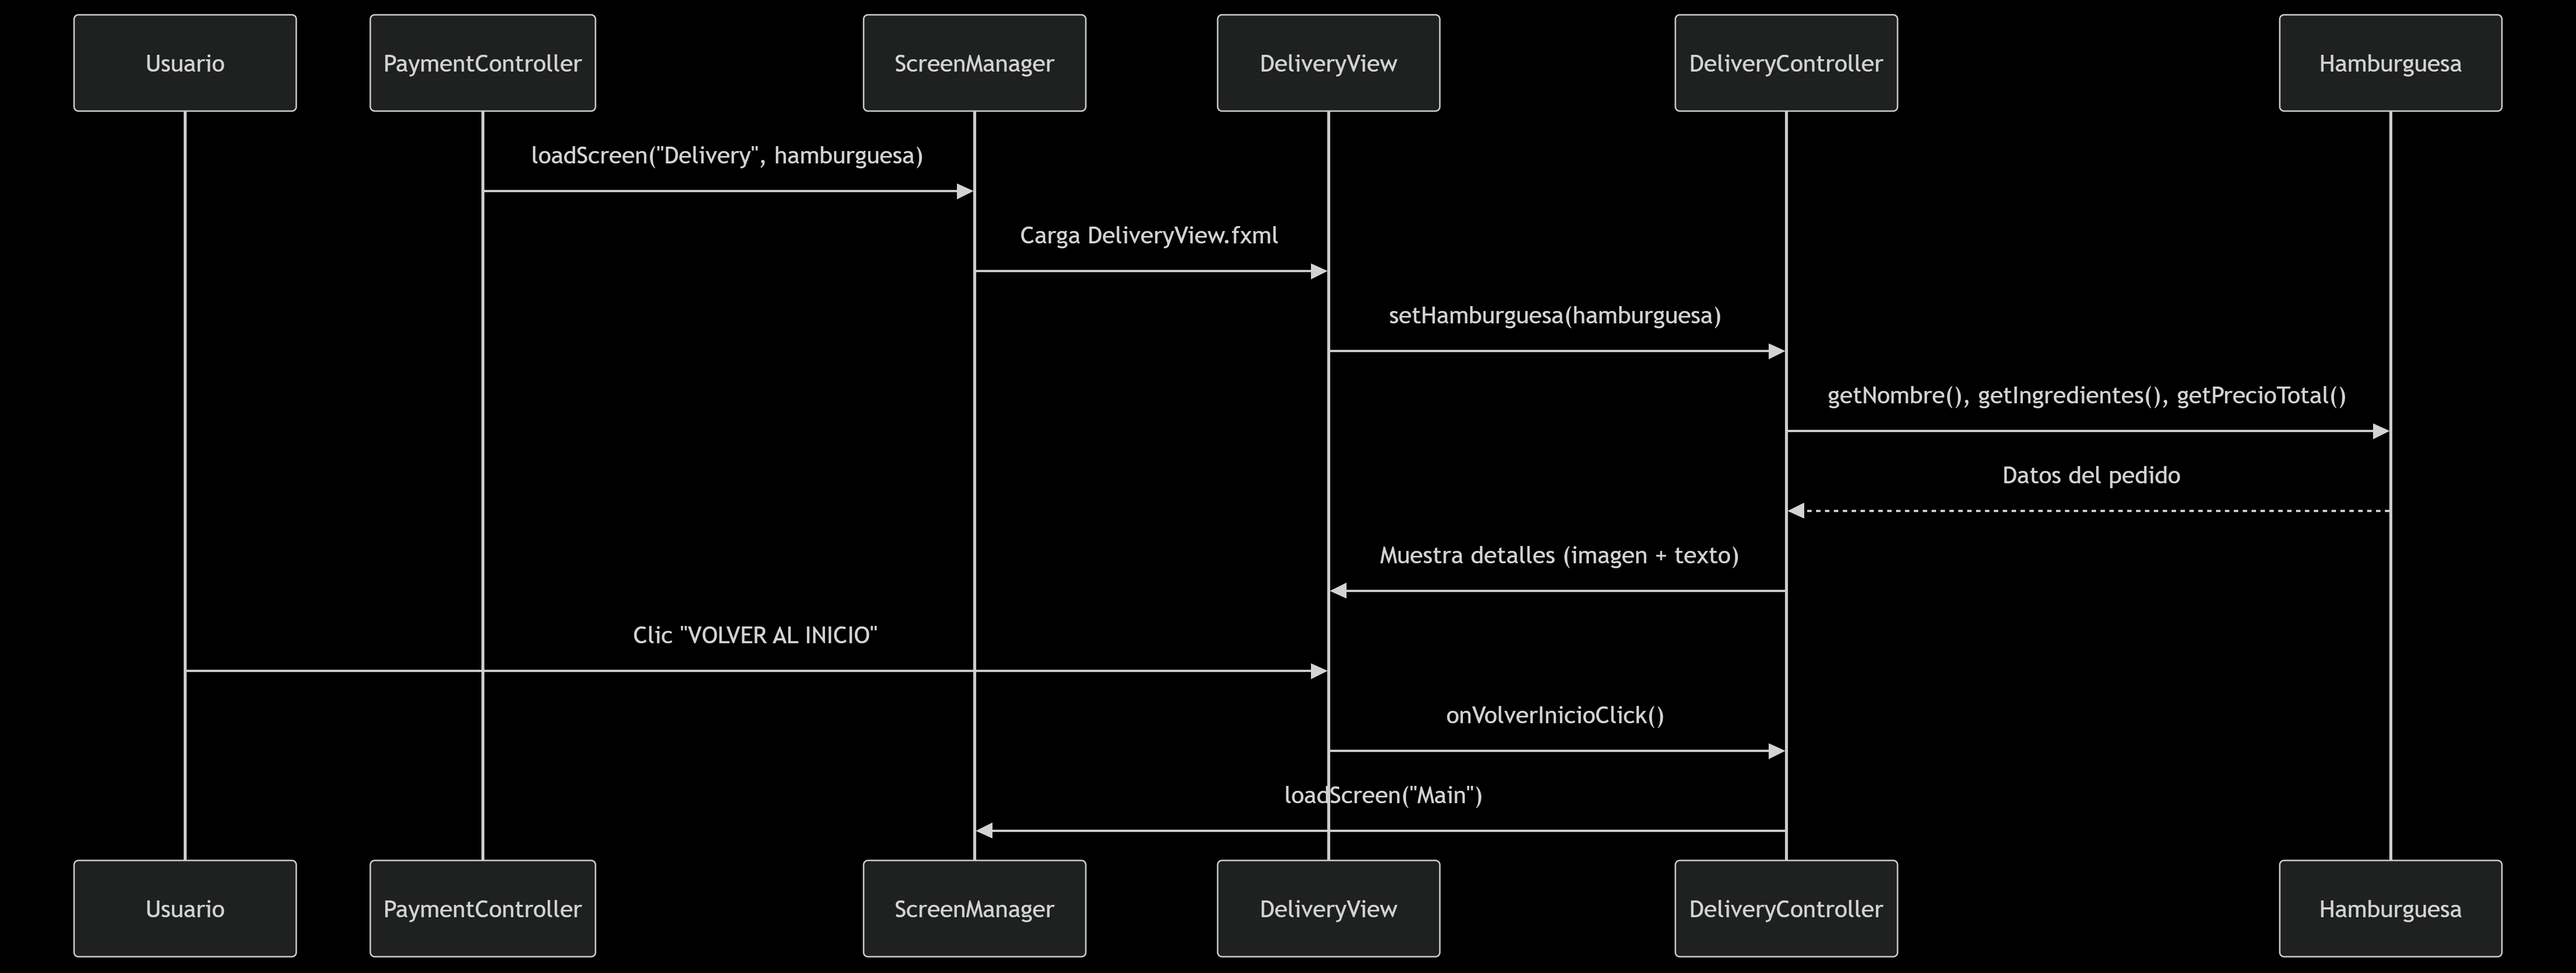 Usuario
PaymentController
ScreenManager
DeliveryView
DeliveryController
Hamburguesa
loadScreen("Delivery", hamburguesa)
Carga DeliveryView.fxml
setHamburguesa(hamburguesa)
getNombre(), getIngredientes(), getPrecioTotal()
Datos del pedido
Muestra detalles (imagen + texto)
Clic "VOLVER AL INICIO"
onVolverInicioClick()
loadScreen("Main")
Usuario
PaymentController
ScreenManager
DeliveryView
DeliveryController
Hamburguesa